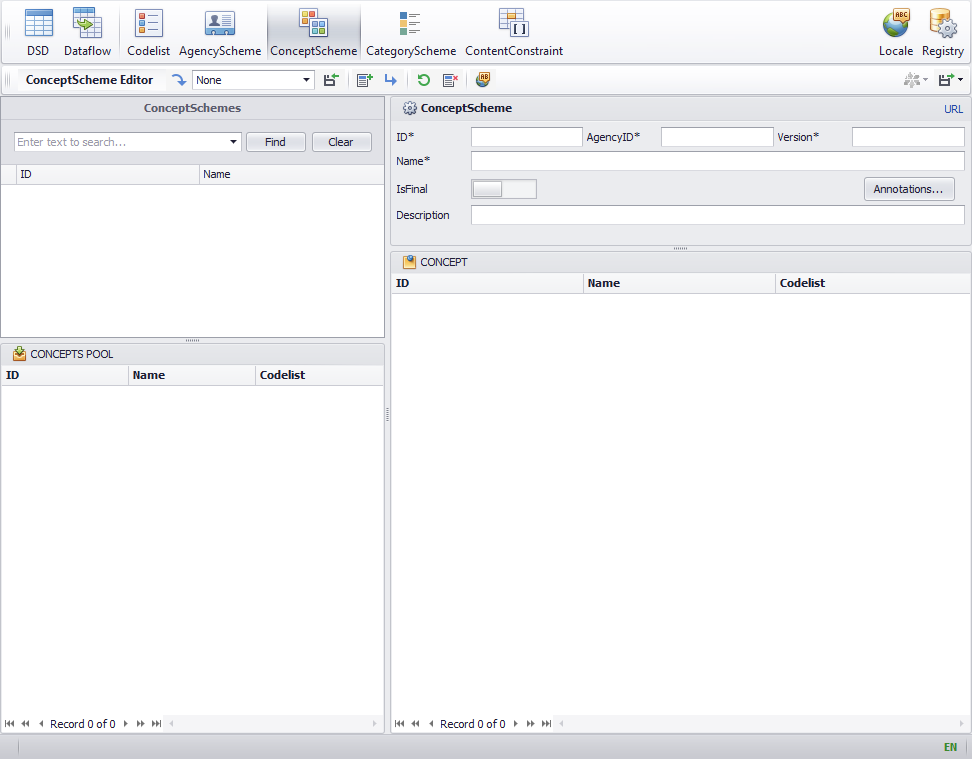 DSD Dataflow Codelist AgencyScheme ConceptScheme CategoryScheme ContentConstraint ABC Locale Registry
ConceptScheme Editor None AB
ConceptSchemes
Enter text to search... Find Clear
ID Name
CONCEPTS POOL
ID Name Codelist
Record 0 of 0
ConceptScheme URL
ID* AgencyID* Version*
Name*
IsFinal Annotations...
Description
CONCEPT
ID Name Codelist
Record 0 of 0
EN